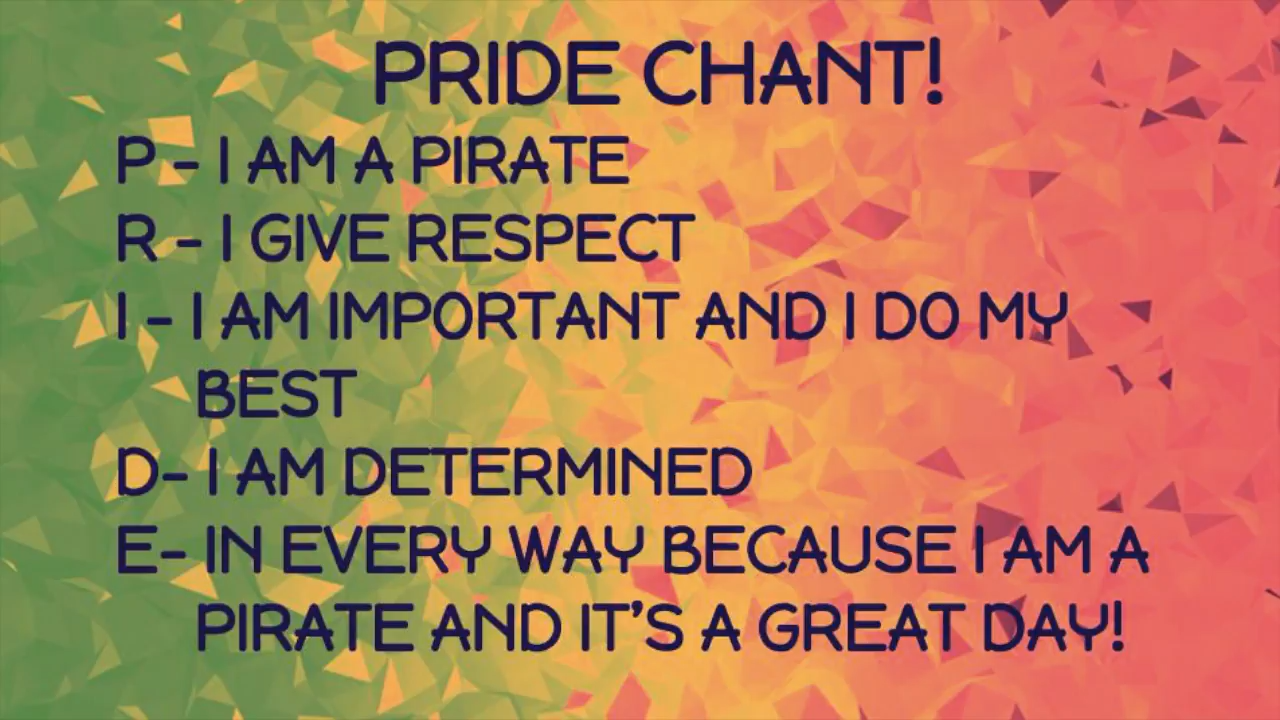 PRIDE CHANT!
P - I AM A PIRATE
R - I GIVE RESPECT
I - I AM IMPORTANT AND I DO MY
BEST
D- I AM DETERMINED
E- IN EVERY WAY BECAUSE I AM A
PIRATE AND IT'S A GREAT DAY!